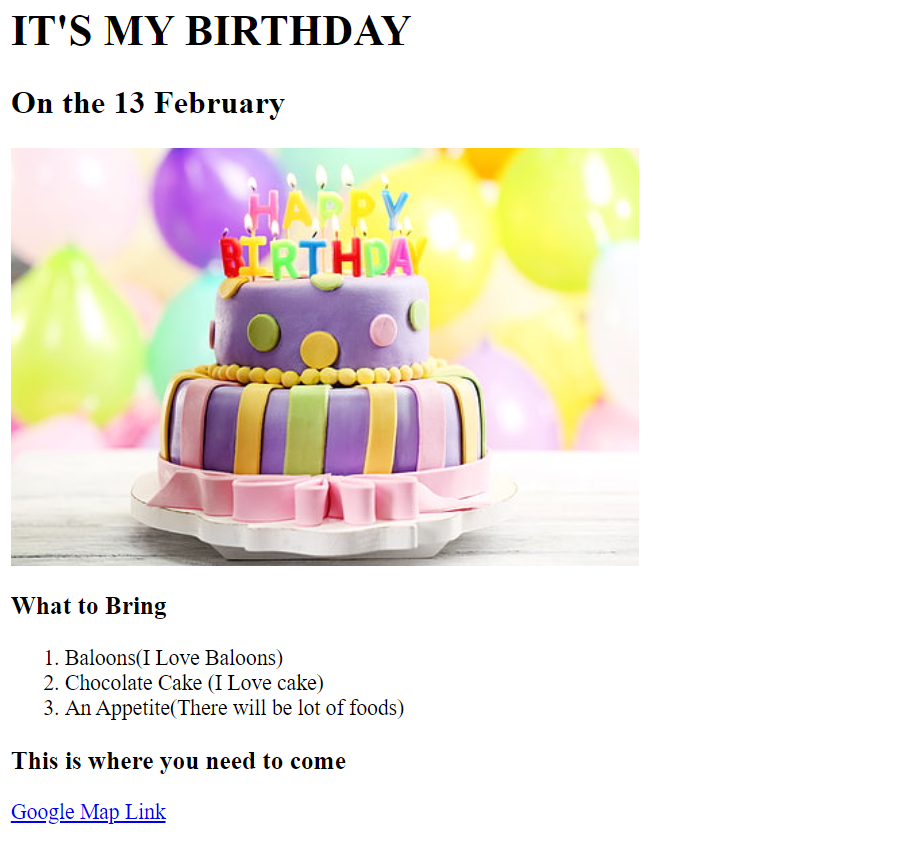 IT'S MY BIRTHDAY
On the 13 February
HAPPY
BIRTHDAY
What to Bring
1. Baloons(I Love Baloons)
2. Chocolate Cake (I Love cake)
3. An Appetite(There will be lot of foods)
This is where you need to come
Google Map Link